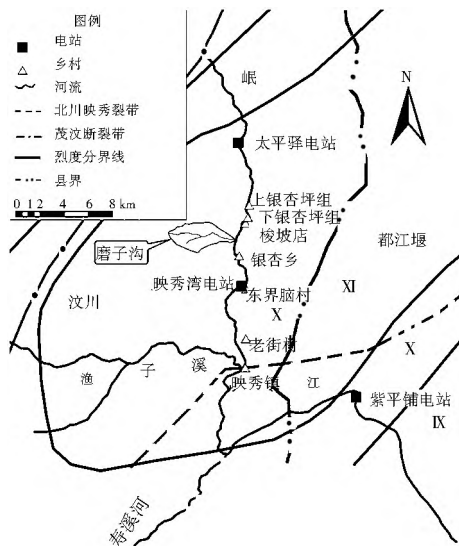 图例
电站
乡村
河流
北川映秀裂带
茂汶断裂带
烈度分界线
县界
0 1 2 4 6 8 km
岷
N
太平驿电站
上银杏坪组
下银杏坪组
梭坡店
都江堰
磨子沟
银杏乡
映秀湾电站
东界脑村
汶川
XI
X
老街村
X
渔
子
溪
映秀镇
江
紫平铺电站
IX
寿溪河